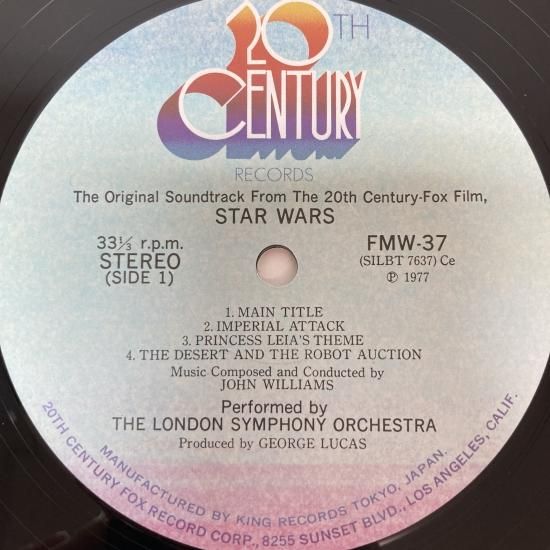 20TH
CENTURY
RECORDS
The Original Soundtrack From The 20th Century-Fox Film,
STAR WARS
33⅓ r.p.m.
STEREO
(SIDE 1)
FMW-37
(SILBT 7637) Ce
Ⓟ 1977
1. MAIN TITLE
2. IMPERIAL ATTACK
3. PRINCESS LEIA'S THEME
4. THE DESERT AND THE ROBOT AUCTION
Music Composed and Conducted by
JOHN WILLIAMS
Performed by
THE LONDON SYMPHONY ORCHESTRA
Produced by GEORGE LUCAS
MANUFACTURED BY KING RECORDS TOKYO, JAPAN.
20TH CENTURY FOX RECORD CORP., 8255 SUNSET BLVD., LOS ANGELES, CALIF.